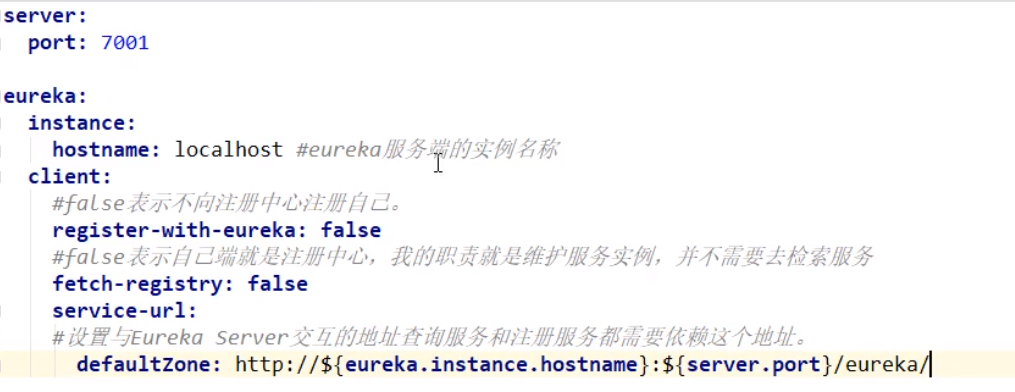 server:
  port: 7001

eureka:
  instance:
    hostname: localhost #eureka服务端的实例名称
  client:
    #false表示不向注册中心注册自己。
    register-with-eureka: false
    #false表示自己端就是注册中心，我的职责就是维护服务实例，并不需要去检索服务
    fetch-registry: false
    service-url:
    #设置与Eureka Server交互的地址查询服务和注册服务都需要依赖这个地址。
      defaultZone: http://${eureka.instance.hostname}:${server.port}/eureka/